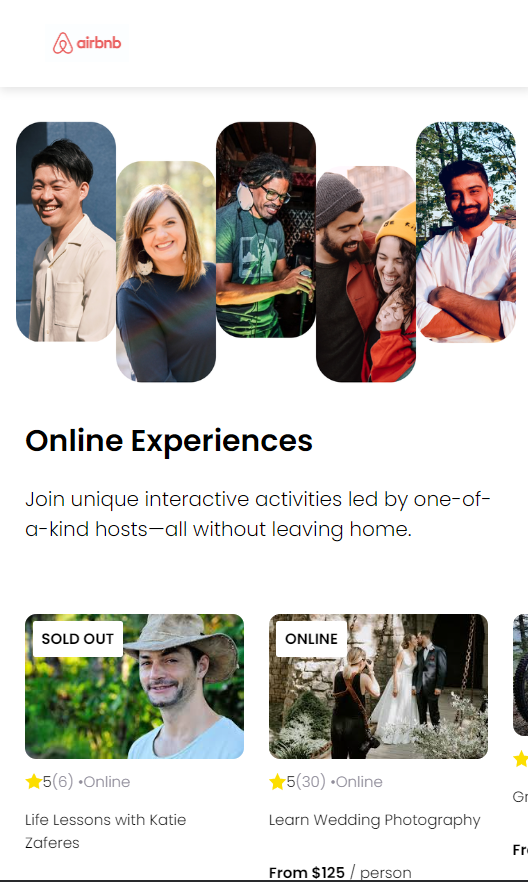 airbnb
Online Experiences
Join unique interactive activities led by one-of-
a-kind hosts—all without leaving home.
SOLD OUT
5(6) •Online
Life Lessons with Katie
Zaferes
ONLINE
5(30) •Online
Learn Wedding Photography
From $125 / person
Gr
Fr